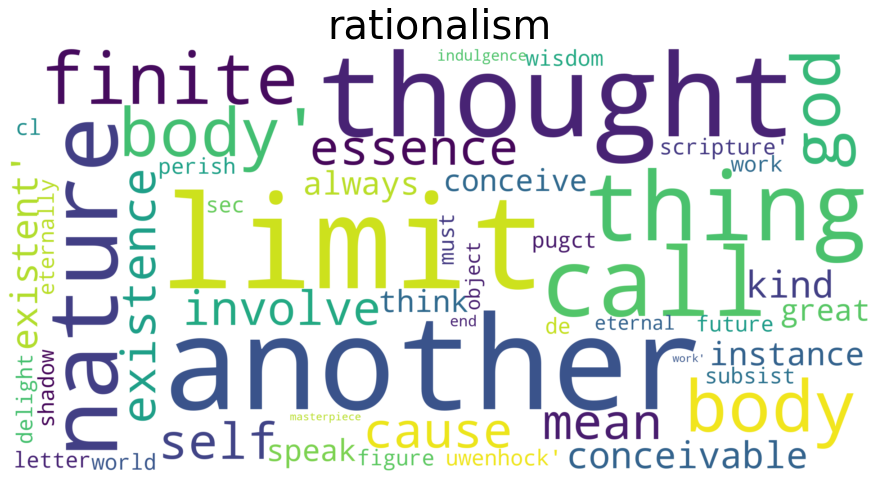 rationalism
indulgence
wisdom
finite
thought
god
cl
nature
body'
essence
scripture'
work
perish
always
conceive
thing
existent'
eternally
existence
sec
limit
must
object
pugct
call
kind
involve
think
end
de
eternal
future
great
another
work'
instance
subsist
delight
shadow
masterpiece
self
cause
mean
body
speak
figure
uwenhock'
conceivable
letter
world